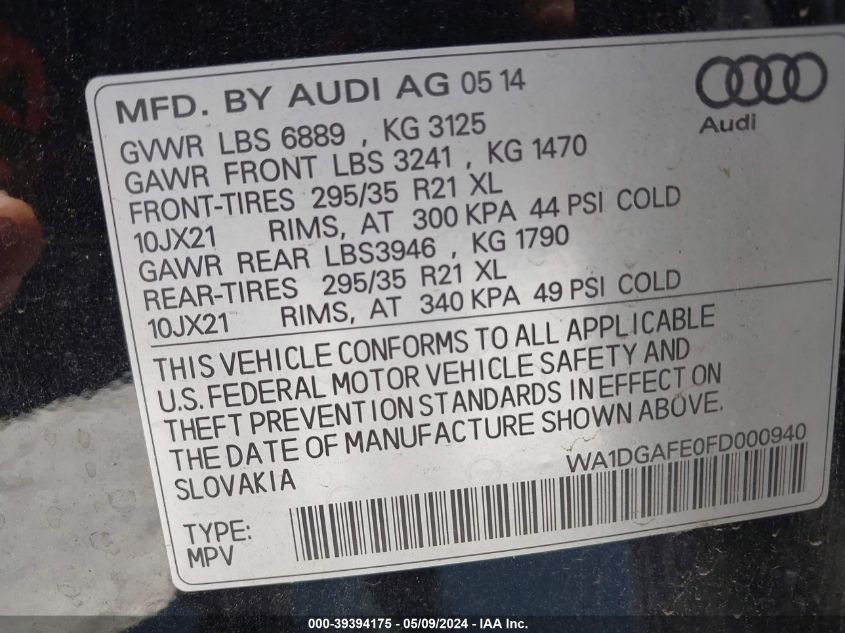 MFD. BY AUDI AG 05 14
Audi
GVWR LBS 6889 , KG 3125
GAWR FRONT LBS 3241 , KG 1470
FRONT-TIRES 295/35 R21 XL
10JX21 RIMS, AT 300 KPA 44 PSI COLD
GAWR REAR LBS3946 , KG 1790
REAR-TIRES 295/35 R21 XL
10JX21 RIMS, AT 340 KPA 49 PSI COLD
THIS VEHICLE CONFORMS TO ALL APPLICABLE
U.S. FEDERAL MOTOR VEHICLE SAFETY AND
THEFT PREVENTION STANDARDS IN EFFECT ON
THE DATE OF MANUFACTURE SHOWN ABOVE.
SLOVAKIA
WA1DGAFE0FD000940
TYPE:
MPV
000-39394175 - 05/09/2024 - IAA Inc.